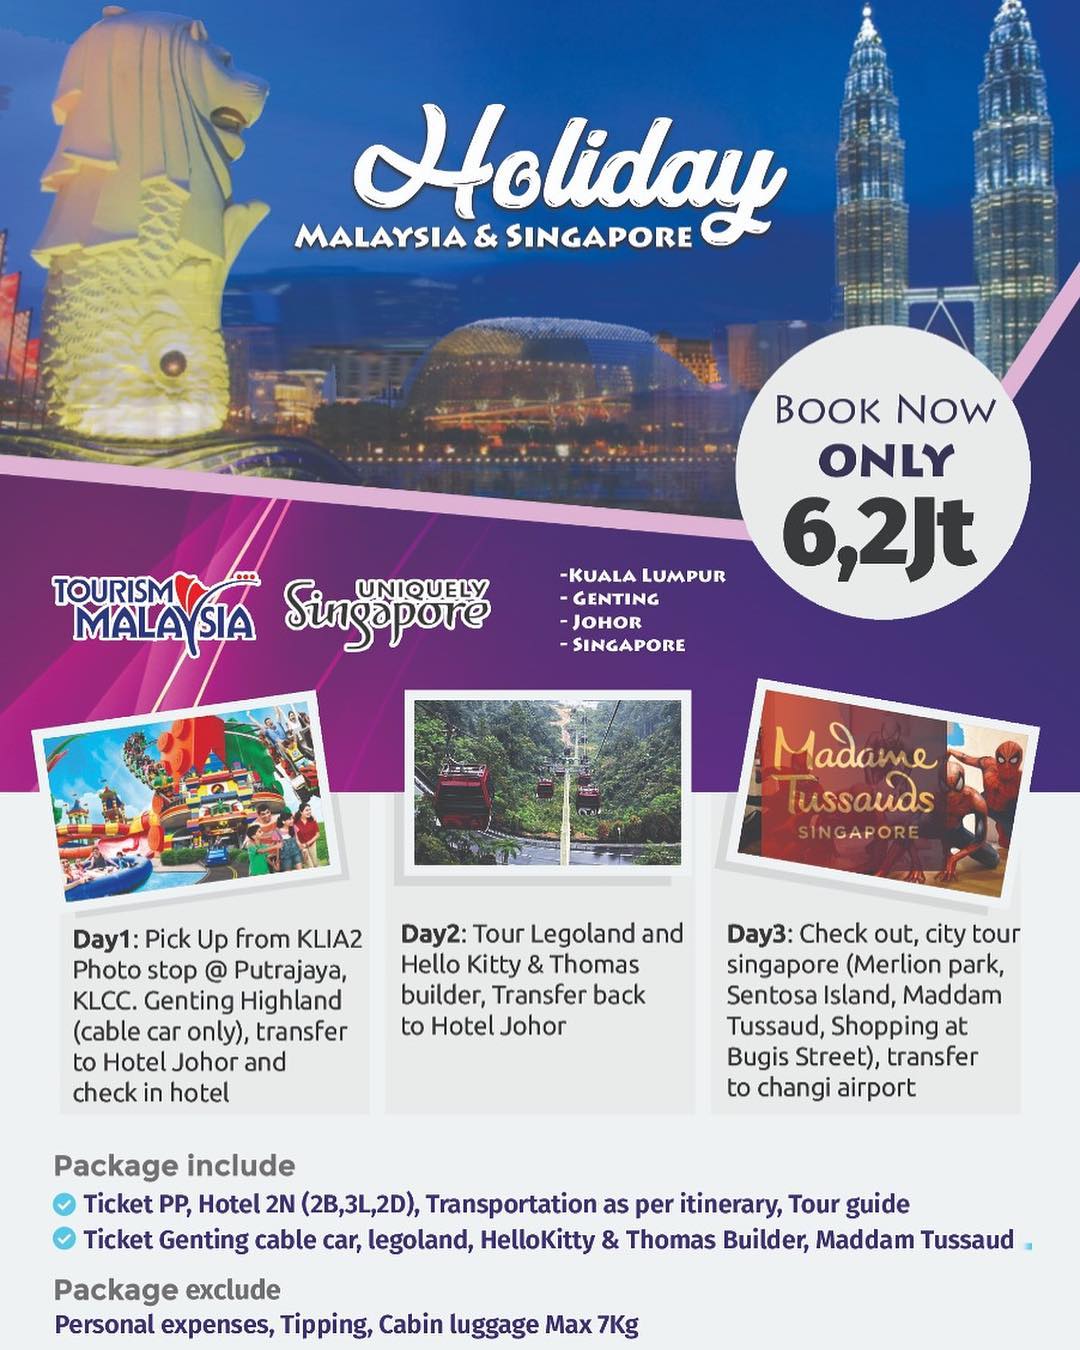 Holiday
MALAYSIA & SINGAPORE
BOOK NOW
ONLY
6,2Jt
TOURISM
MALAYSIA
UNIQUELY
Singapore
-KUALA LUMPUR
- GENTING
- JOHOR
- SINGAPORE
Madame
Tussauds
SINGAPORE
Day1: Pick Up from KLIA2
Photo stop @ Putrajaya,
KLCC. Genting Highland
(cable car only), transfer
to Hotel Johor and
check in hotel
Day2: Tour Legoland and
Hello Kitty & Thomas
builder, Transfer back
to Hotel Johor
Day3: Check out, city tour
singapore (Merlion park,
Sentosa Island, Maddam
Tussaud, Shopping at
Bugis Street), transfer
to changi airport
Package include
Ticket PP, Hotel 2N (2B,3L,2D), Transportation as per itinerary, Tour guide
Ticket Genting cable car, legoland, HelloKitty & Thomas Builder, Maddam Tussaud
Package exclude
Personal expenses, Tipping, Cabin luggage Max 7Kg